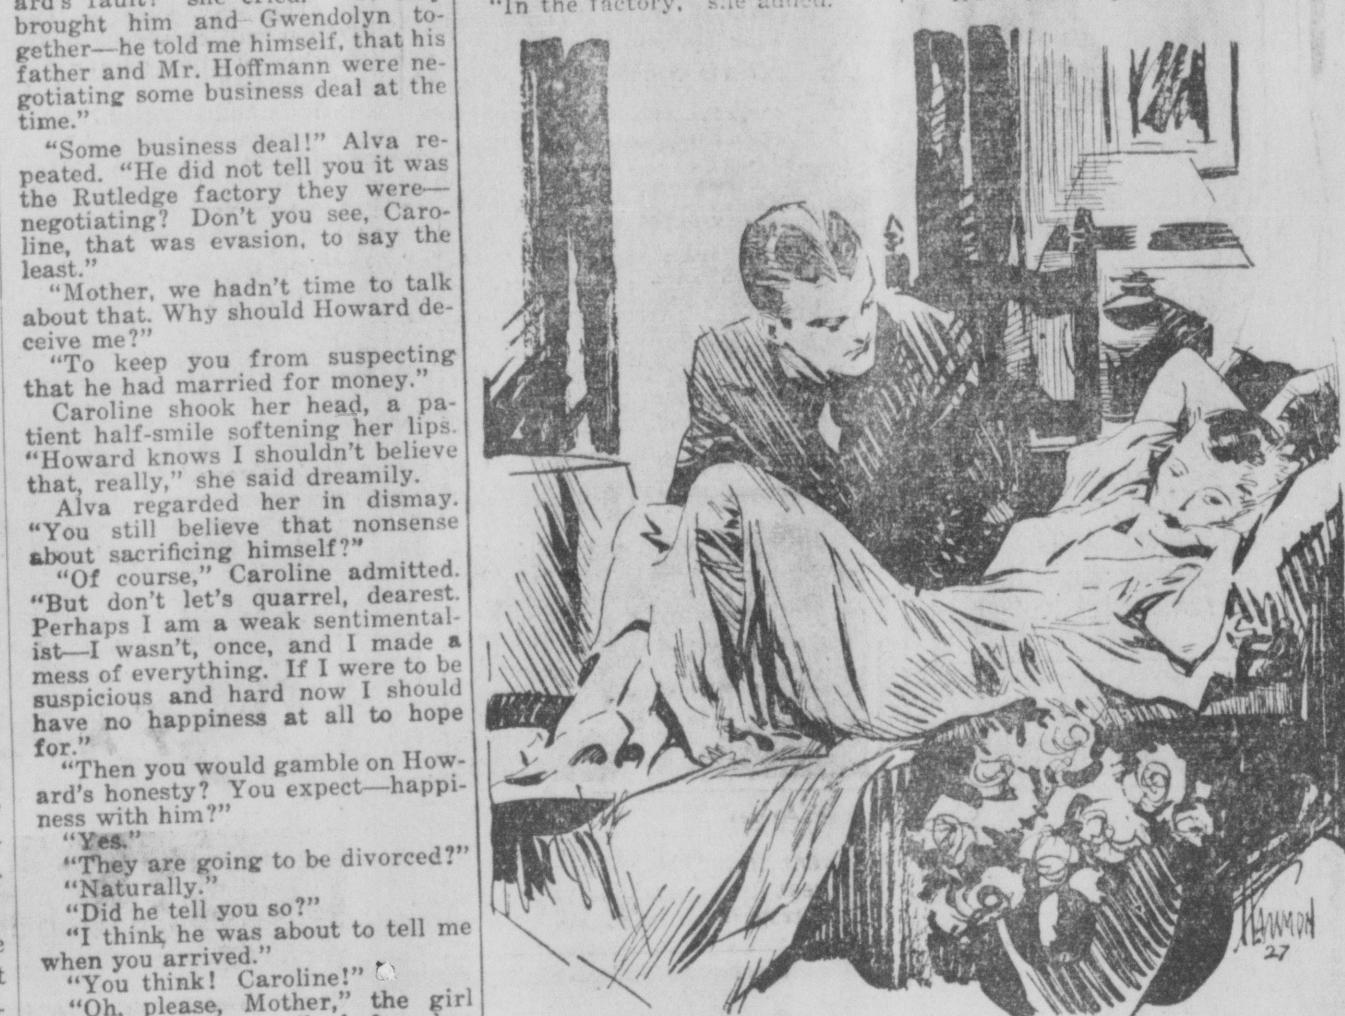 brought him and Gwendolyn to-
gether—he told me himself, that his
father and Mr. Hoffmann were ne-
gotiating some business deal at the
time."
"Some business deal!" Alva re-
peated. "He did not tell you it was
the Rutledge factory they were—
negotiating? Don't you see, Caro-
line, that was evasion, to say the
least."
"Mother, we hadn't time to talk
about that. Why should Howard de-
ceive me?"
"To keep you from suspecting
that he had married for money."
Caroline shook her head, a pa-
tient half-smile softening her lips.
"Howard knows I shouldn't believe
that, really," she said dreamily.
Alva regarded her in dismay.
"You still believe that nonsense
about sacrificing himself?"
"Of course," Caroline admitted.
"But don't let's quarrel, dearest.
Perhaps I am a weak sentimental-
ist—I wasn't, once, and I made a
mess of everything. If I were to be
suspicious and hard now I should
have no happiness at all to hope
for."
"Then you would gamble on How-
ard's honesty? You expect—happi-
ness with him?"
"Yes."
"They are going to be divorced?"
"Naturally."
"Did he tell you so?"
"I think he was about to tell me
when you arrived."
"You think! Caroline!"
"Oh, please, Mother," the girl
"In the factory," she added.
27